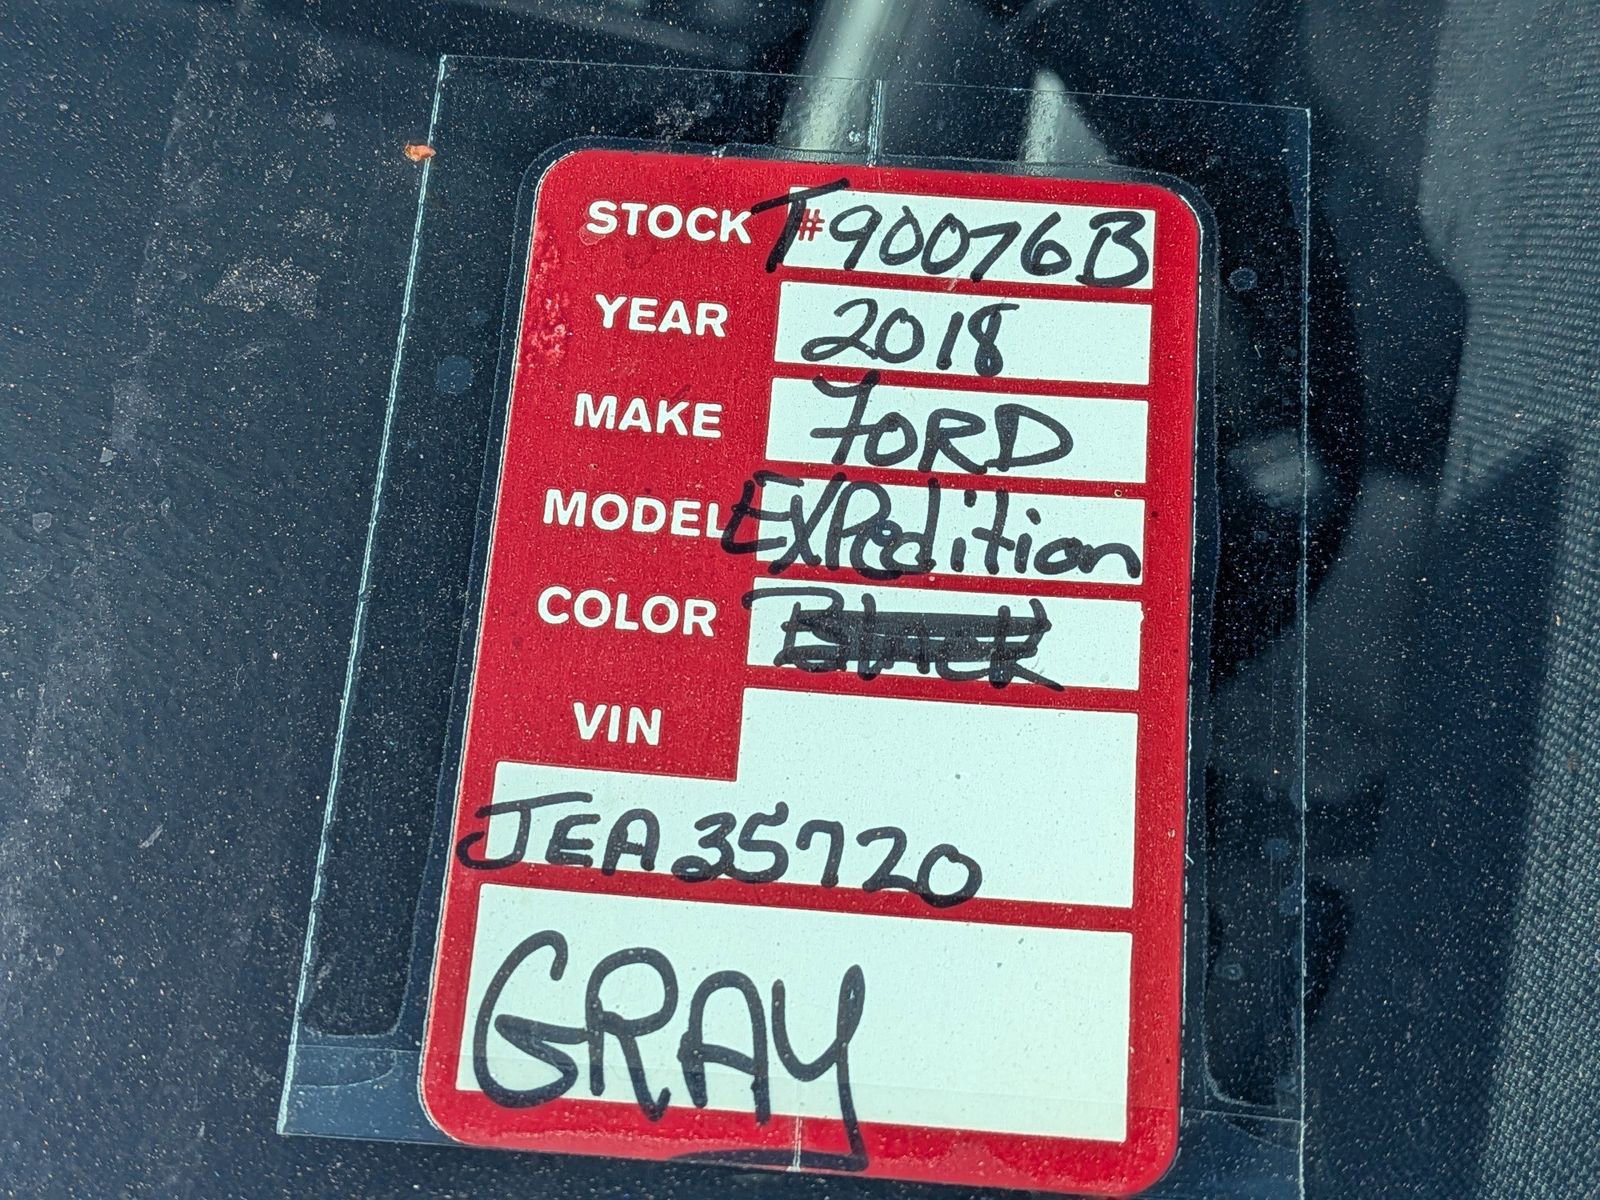 STOCK # T90076B
YEAR 2018
MAKE FORD
MODEL EXPedition
COLOR Black
VIN
JEA35720
GRAY